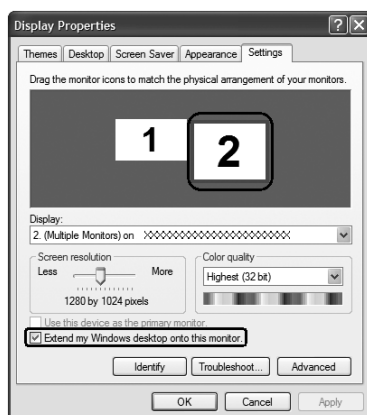 Display Properties
Themes Desktop Screen Saver Appearance Settings
Drag the monitor icons to match the physical arrangement of your monitors.
1 2
Display:
2. (Multiple Monitors) on XXXXXXXXXXXXXXXXXXXXXXX
Screen resolution Color quality
Less More Highest (32 bit)
1280 by 1024 pixels
Use this device as the primary monitor.
Extend my Windows desktop onto this monitor.
Identify Troubleshoot... Advanced
OK Cancel Apply